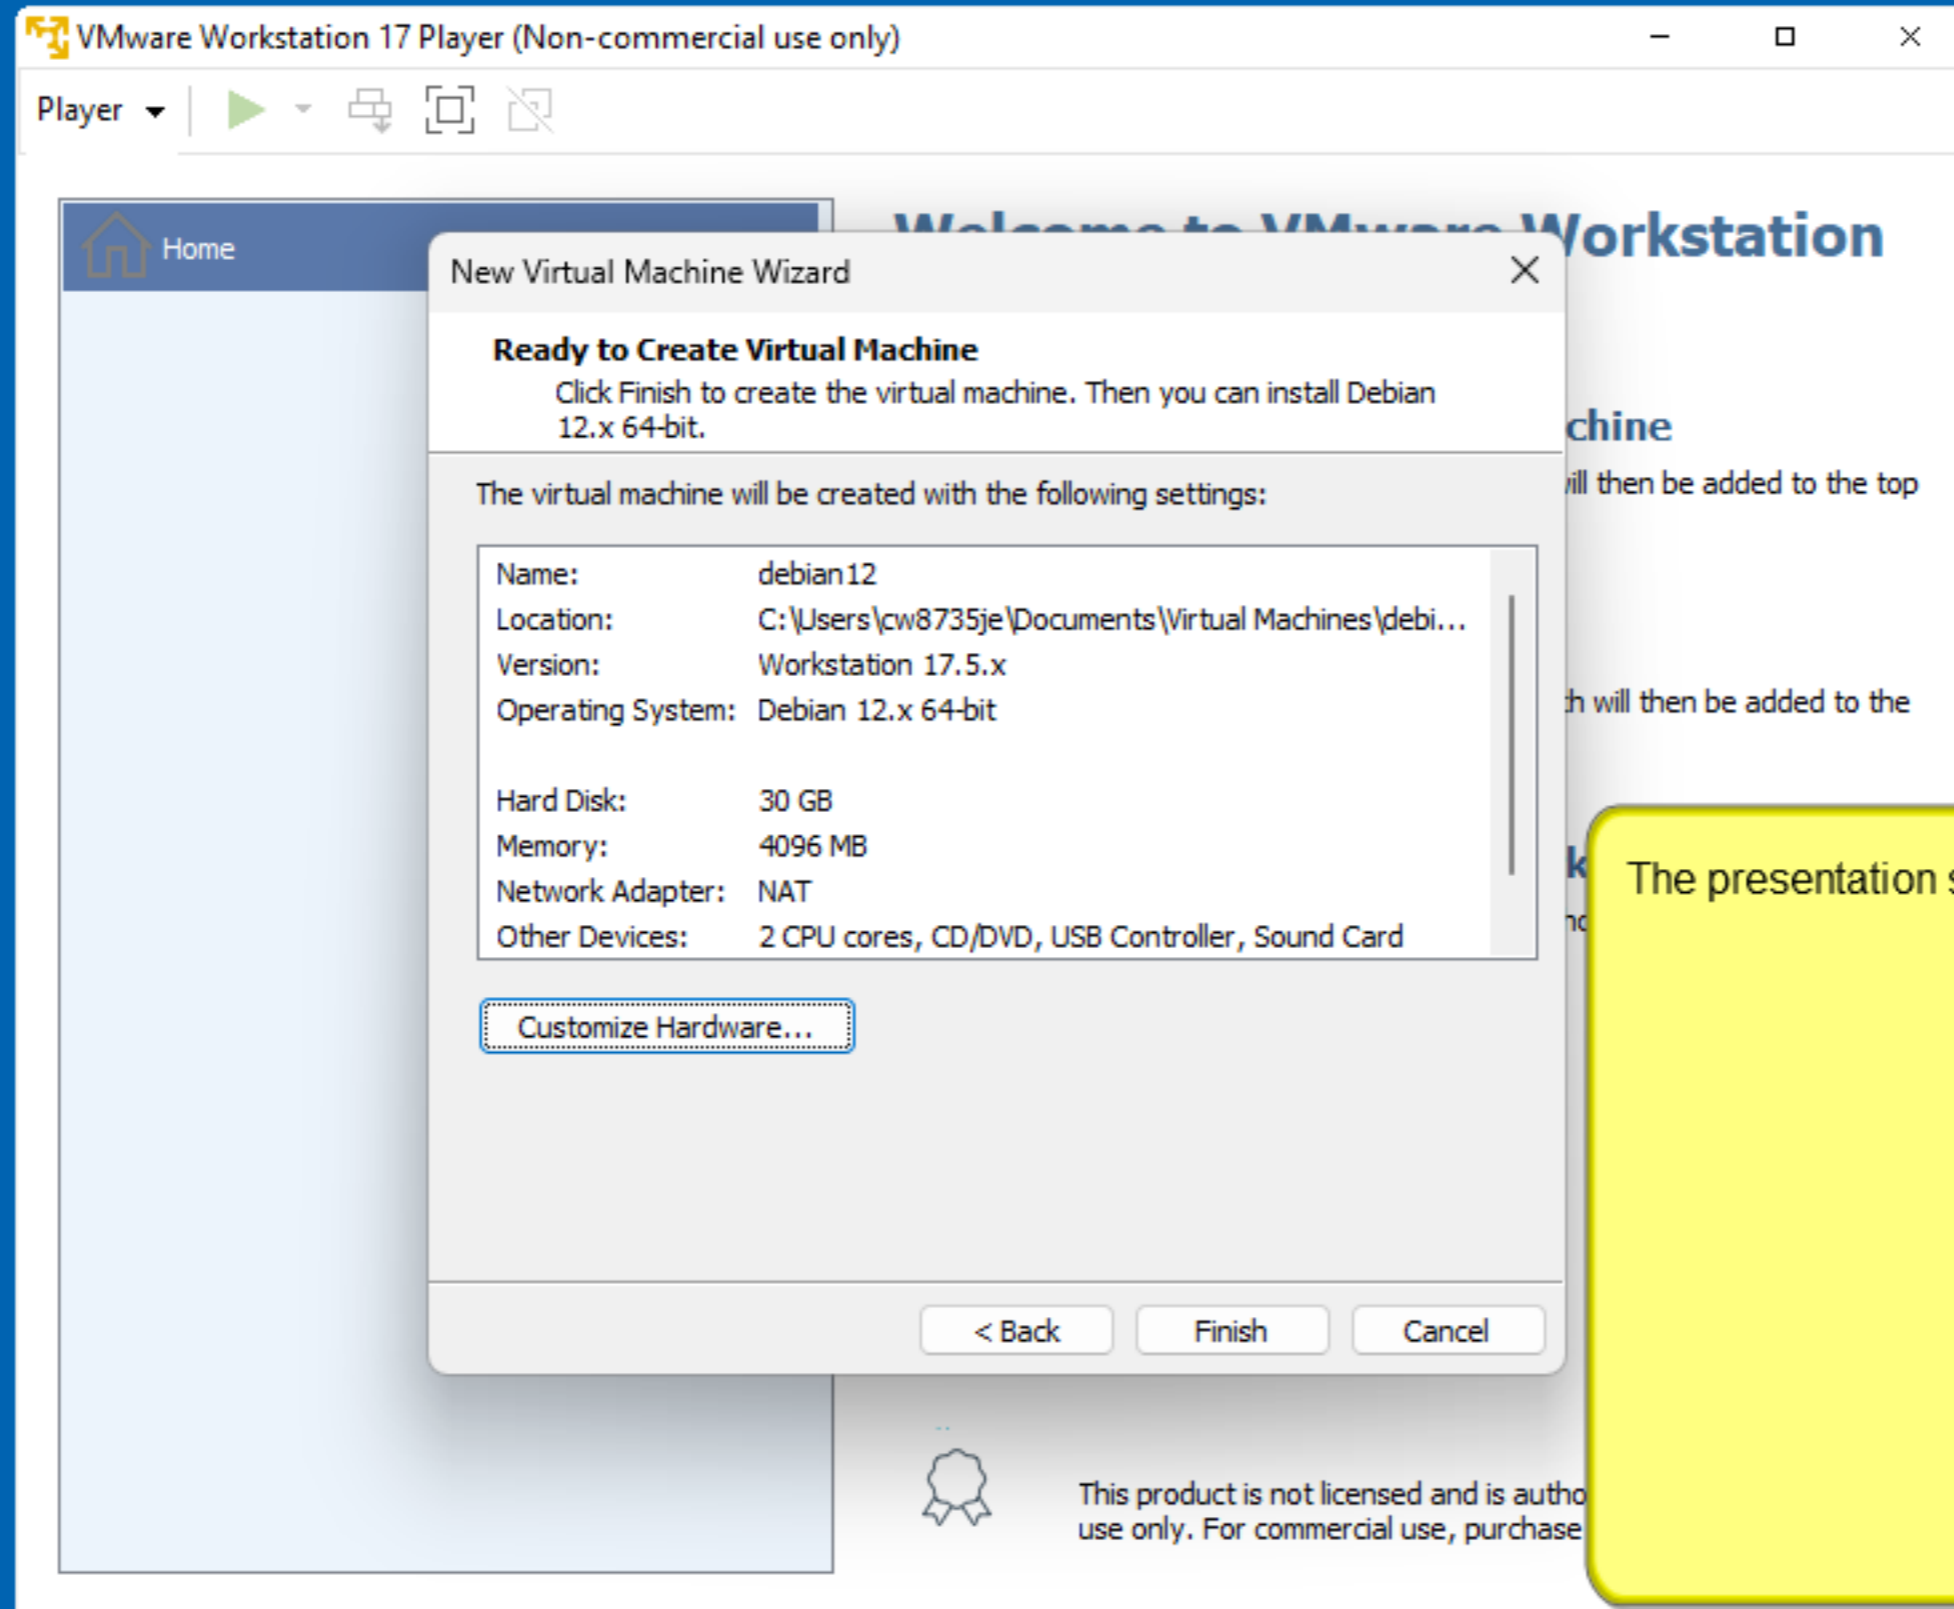 VMware Workstation 17 Player (Non-commercial use only)
Player
Home
Welcome to VMware Workstation
New Virtual Machine Wizard
Ready to Create Virtual Machine
Click Finish to create the virtual machine. Then you can install Debian
12.x 64-bit.
chine
ill then be added to the top
The virtual machine will be created with the following settings:
Name: debian12
Location: C:\Users\cw8735je\Documents\Virtual Machines\debi...
Version: Workstation 17.5.x
Operating System: Debian 12.x 64-bit
h will then be added to the
Hard Disk: 30 GB
Memory: 4096 MB
Network Adapter: NAT
Other Devices: 2 CPU cores, CD/DVD, USB Controller, Sound Card
k
The presentation s
Customize Hardware...
< Back
Finish
Cancel
This product is not licensed and is autho
use only. For commercial use, purchase